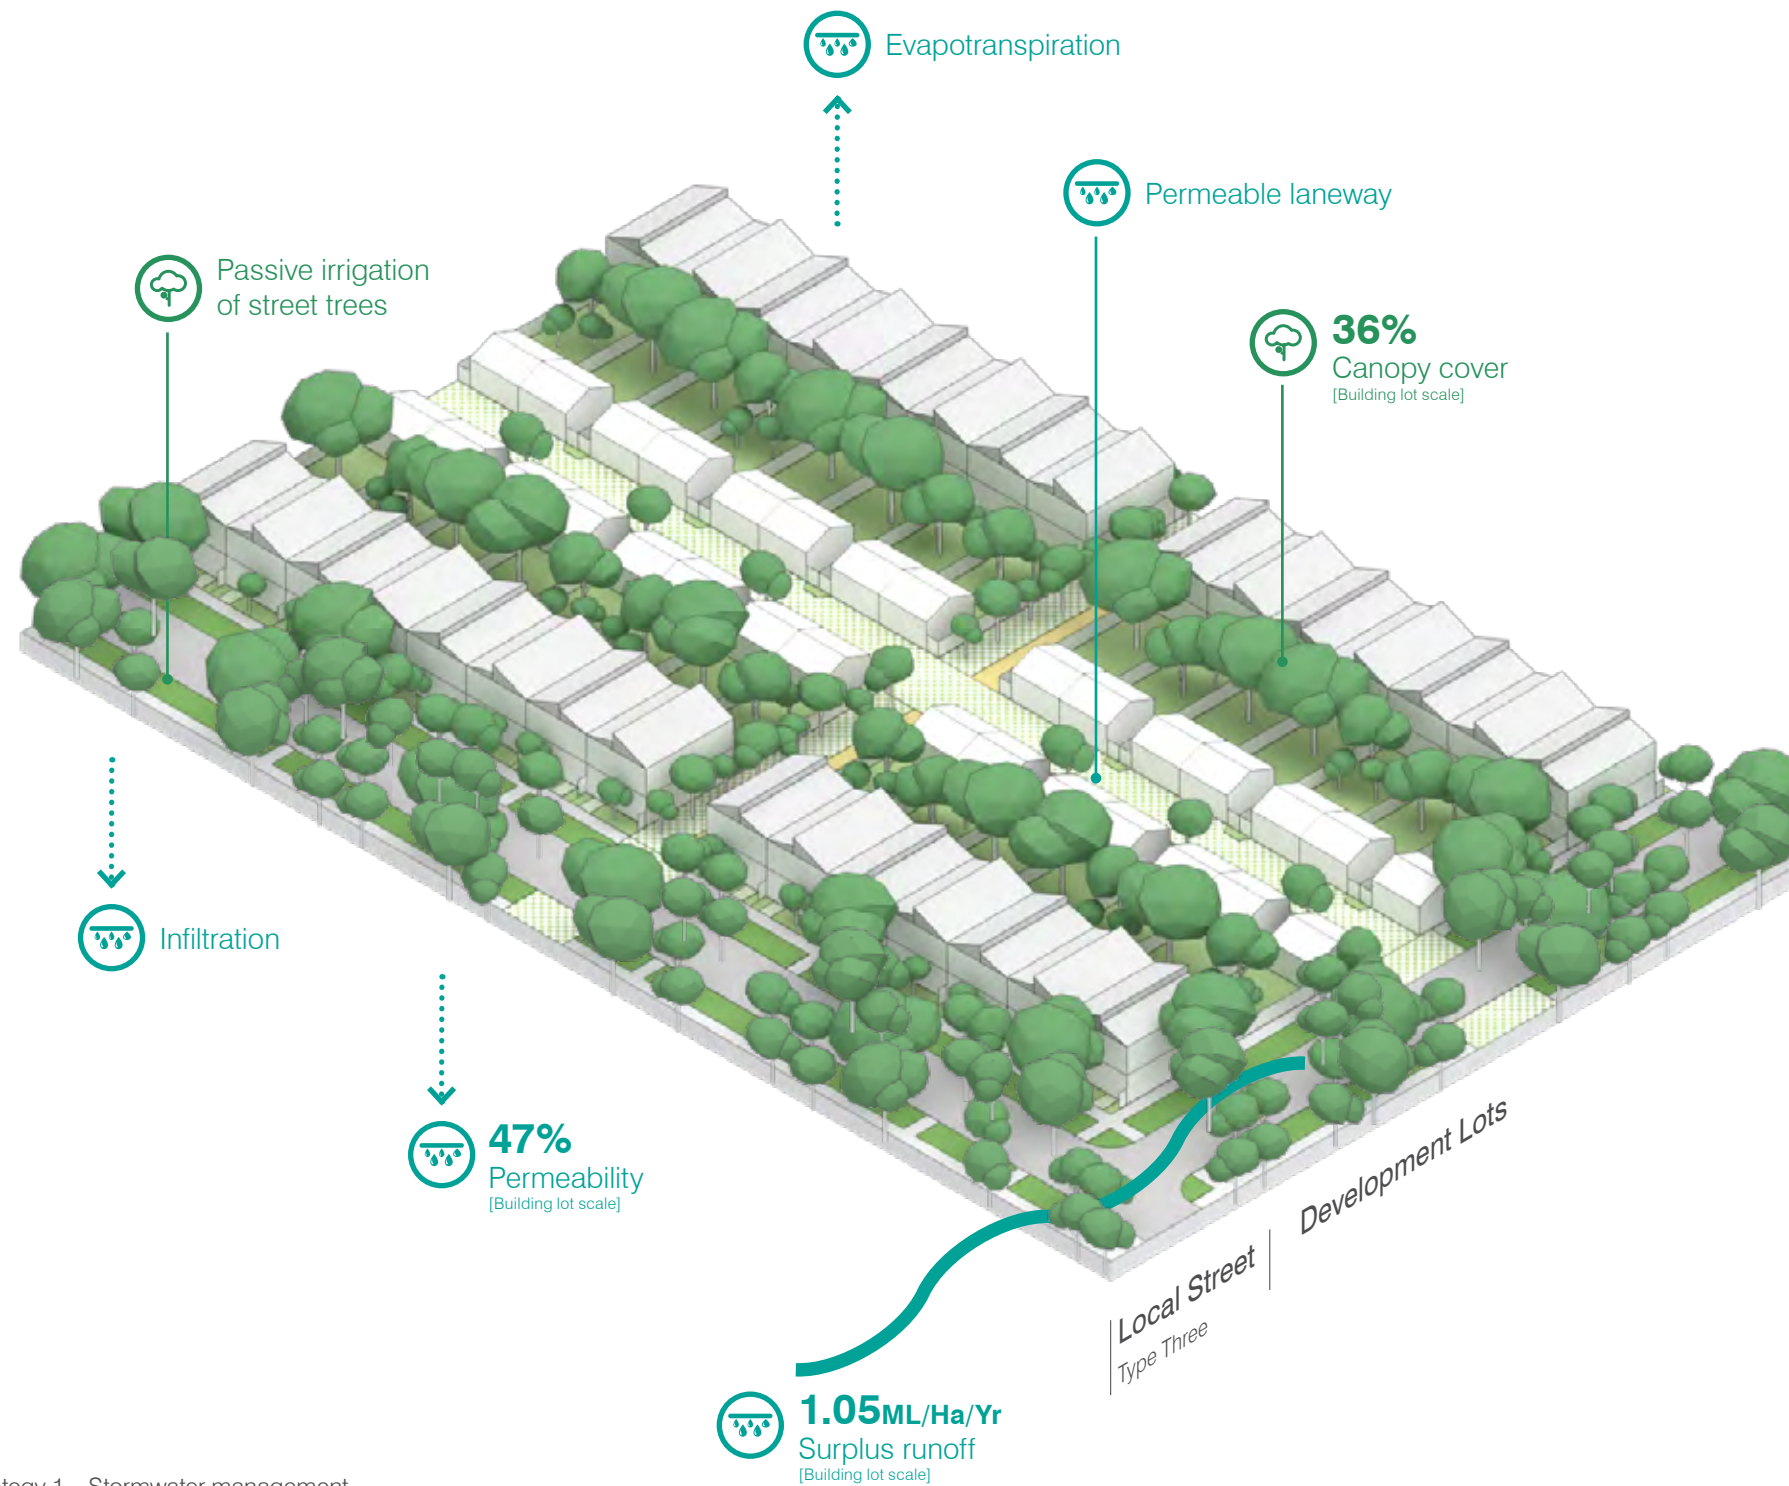 Evapotranspiration
Permeable laneway
Passive irrigation
of street trees
36%
Canopy cover
[Building lot scale]
Infiltration
47%
Permeability
[Building lot scale]
Development Lots
Local Street
Type Three
1.05ML/Ha/Yr
Surplus runoff
[Building lot scale]
1 Stormwater management